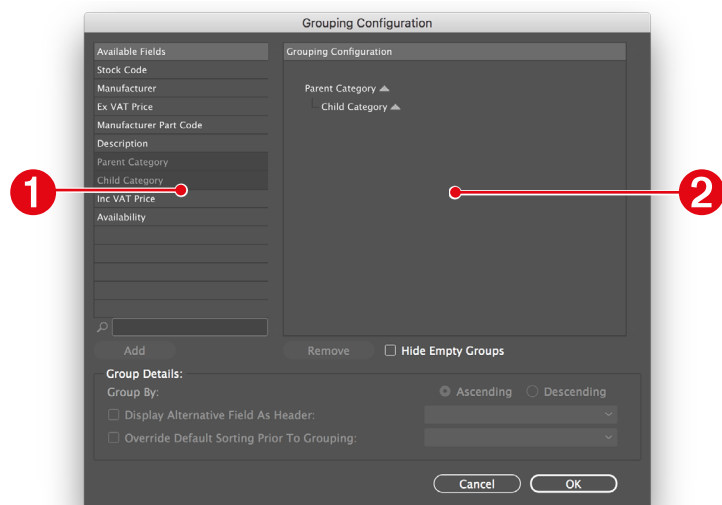 Grouping Configuration
Available Fields
Stock Code
Manufacturer
Ex VAT Price
Manufacturer Part Code
Description
Parent Category
Child Category
Inc VAT Price
Availability
Add
1
Grouping Configuration
Parent Category
Child Category
2
Remove
Hide Empty Groups
Group Details:
Group By:
Ascending
Descending
Display Alternative Field As Header:
Override Default Sorting Prior To Grouping:
Cancel
OK